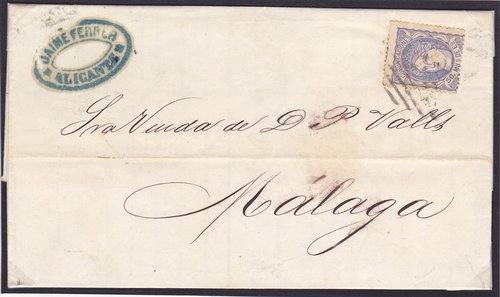 JAIME FERRER
ALICANTE
Sra Viuda de D P. Valls
Málaga